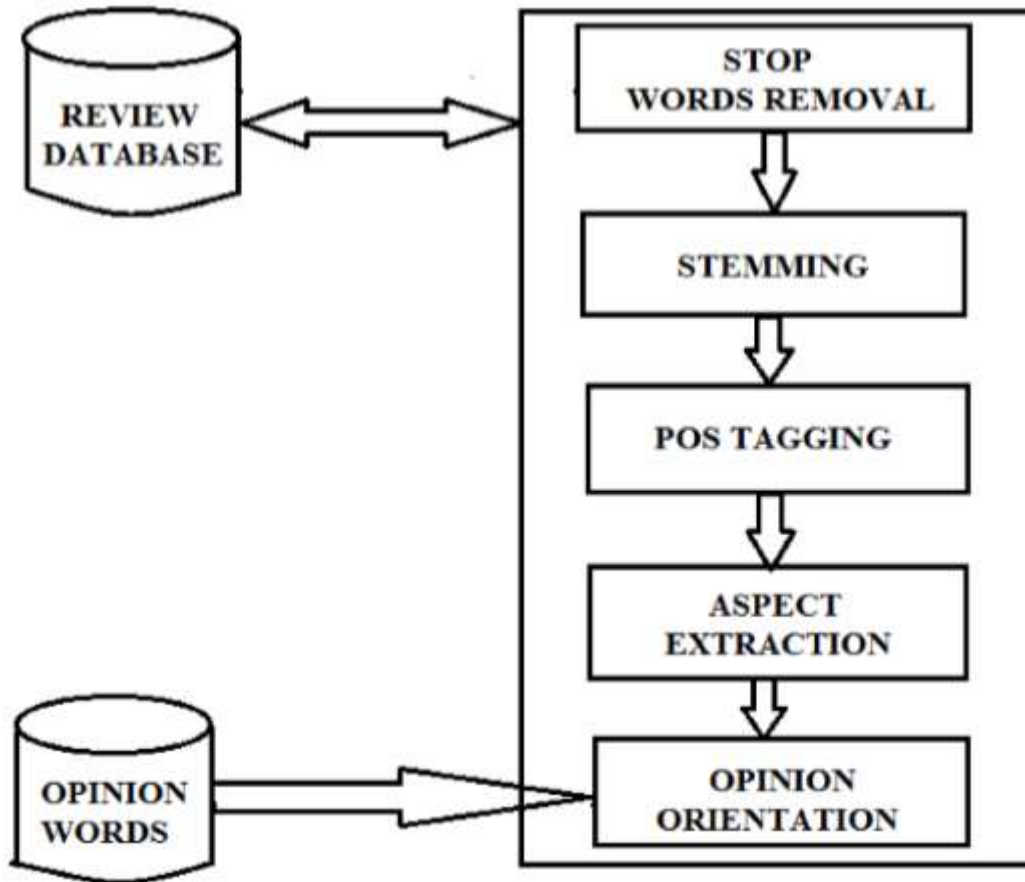 REVIEW
DATABASE
STOP
WORDS REMOVAL
STEMMING
POS TAGGING
ASPECT
EXTRACTION
OPINION
WORDS
OPINION
ORIENTATION